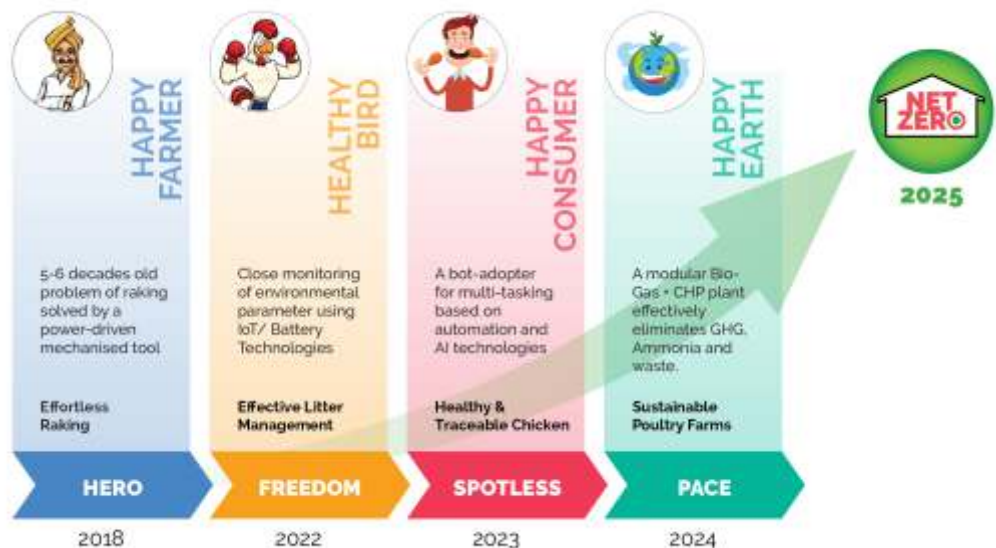 HAPPY
FARMER
5-6 decades old
problem of raking
solved by a
power-driven
mechanised tool
Effortless
Raking
HERO
2018
HEALTHY
BIRD
Close monitoring
of environmental
parameter using
IoT/ Battery
Technologies
Effective Litter
Management
FREEDOM
2022
HAPPY
CONSUMER
A bot-adopter
for multi-tasking
based on
automation and
AI technologies
Healthy &
Traceable Chicken
SPOTLESS
2023
HAPPY
EARTH
A modular Bio-
Gas + CHP plant
effectively
eliminates GHG,
Ammonia and
waste.
Sustainable
Poultry Farms
PACE
2024
NET
ZERO
2025